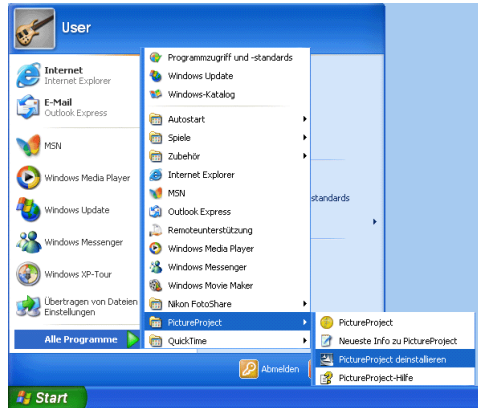 User
Internet
Internet Explorer
E-Mail
Outlook Express
MSN
Windows Media Player
Windows Update
Windows Messenger
Windows XP-Tour
Übertragen von Dateien
Einstellungen
Alle Programme
Programmzugriff und -standards
Windows Update
Windows-Katalog
Autostart
Spiele
Zubehör
Internet Explorer
MSN
Outlook Express
Remoteunterstützung
Windows Media Player
Windows Messenger
Windows Movie Maker
Nikon FotoShare
PictureProject
QuickTime
standards
PictureProject
Neueste Info zu PictureProject
PictureProject deinstallieren
PictureProject-Hilfe
Abmelden
Start